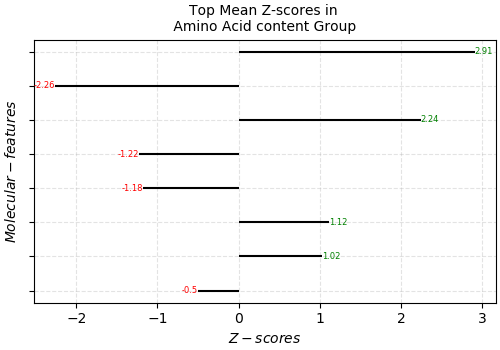 Top Mean Z-scores in
Amino Acid content Group
2.91
-2.26
2.24
-1.22
-1.18
1.12
1.02
-0.5
Molecular − features
−2 −1 0 1 2 3
Z − scores